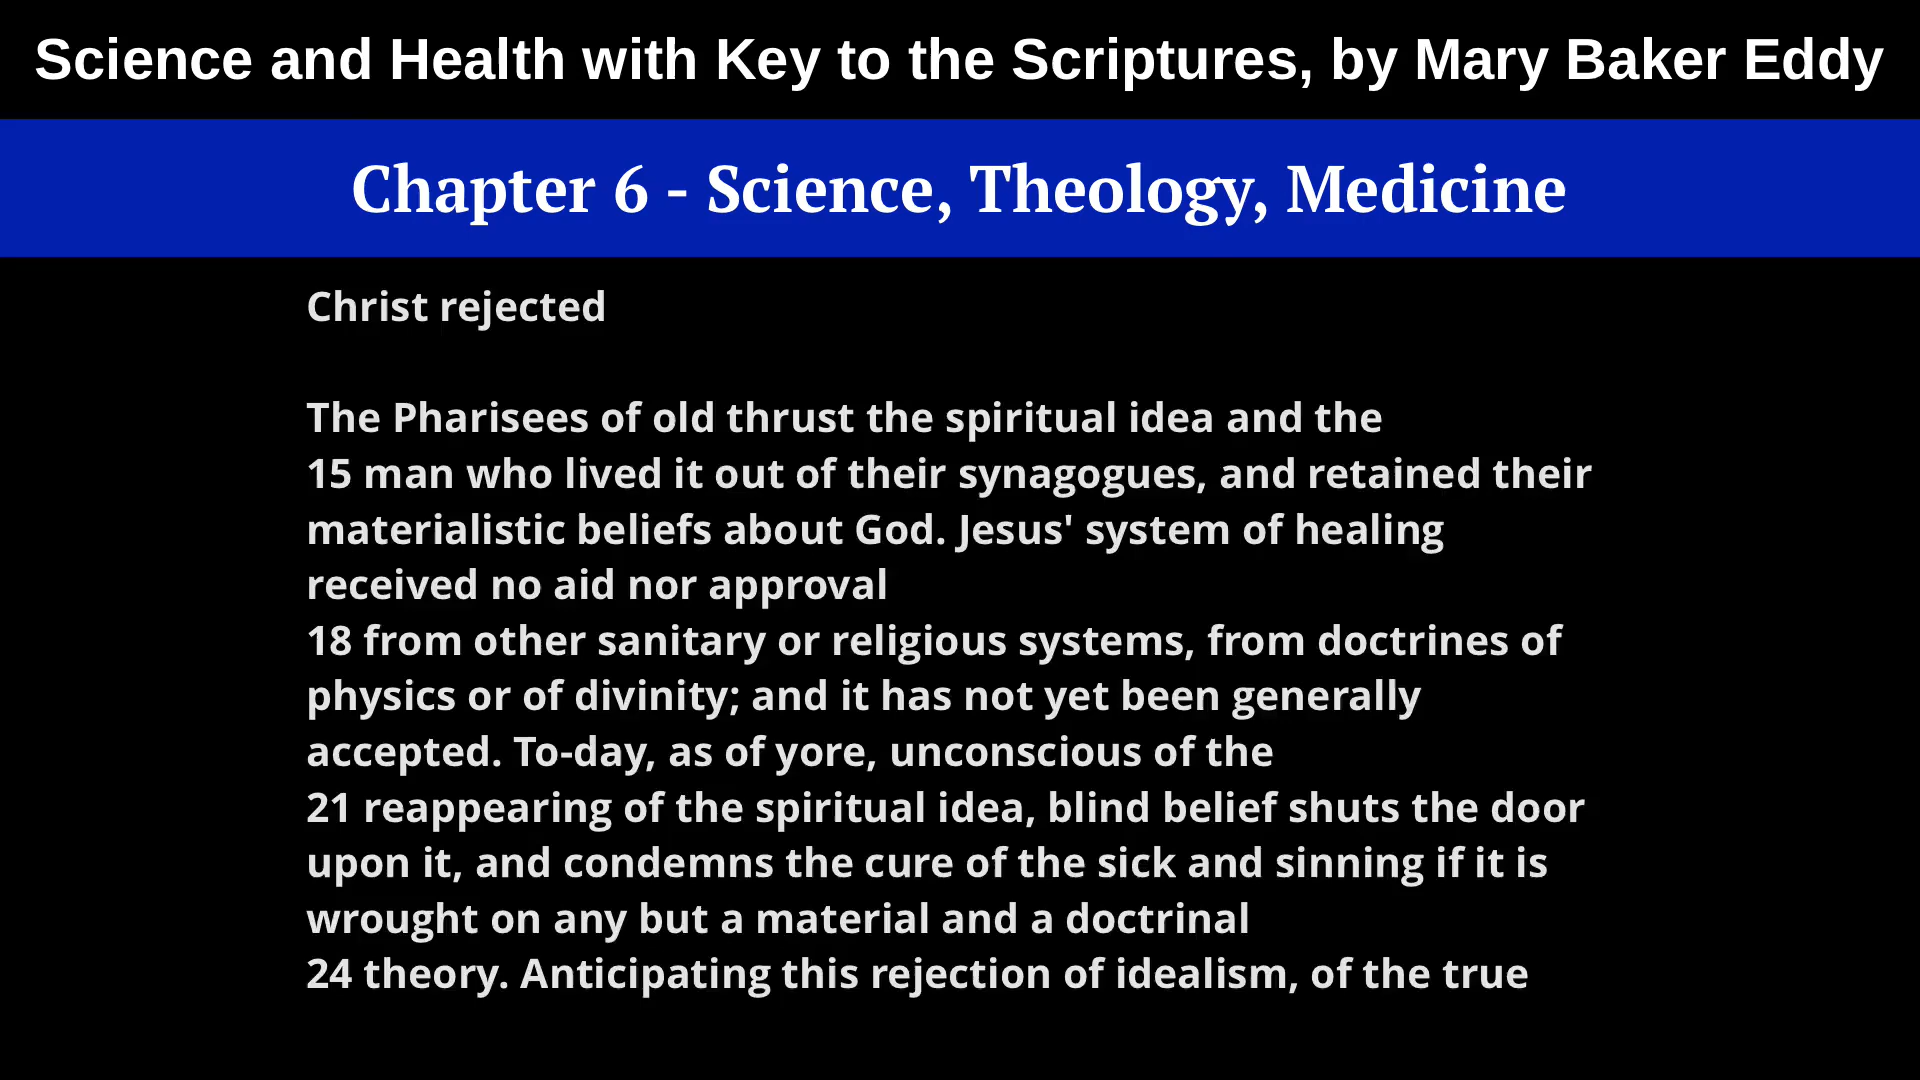 Science and Health with Key to the Scriptures, by Mary Baker Eddy
Chapter 6 - Science, Theology, Medicine
Christ rejected
The Pharisees of old thrust the spiritual idea and the
15 man who lived it out of their synagogues, and retained their
materialistic beliefs about God. Jesus' system of healing
received no aid nor approval
18 from other sanitary or religious systems, from doctrines of
physics or of divinity; and it has not yet been generally
accepted. To-day, as of yore, unconscious of the
21 reappearing of the spiritual idea, blind belief shuts the door
upon it, and condemns the cure of the sick and sinning if it is
wrought on any but a material and a doctrinal
24 theory. Anticipating this rejection of idealism, of the true